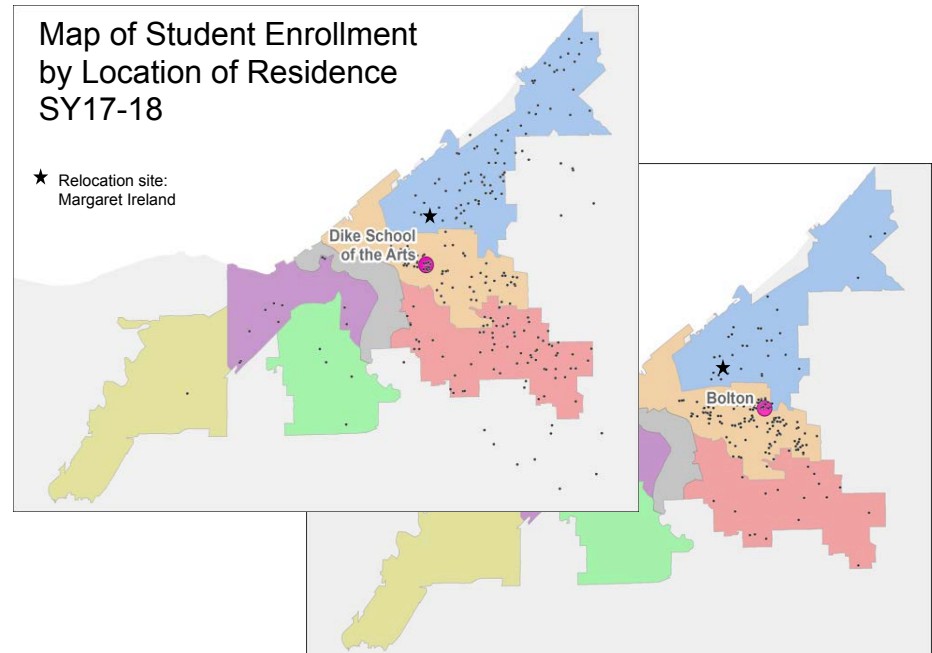 Map of Student Enrollment
by Location of Residence
SY17-18
★ Relocation site:
Margaret Ireland
Dike School
of the Arts
Bolton